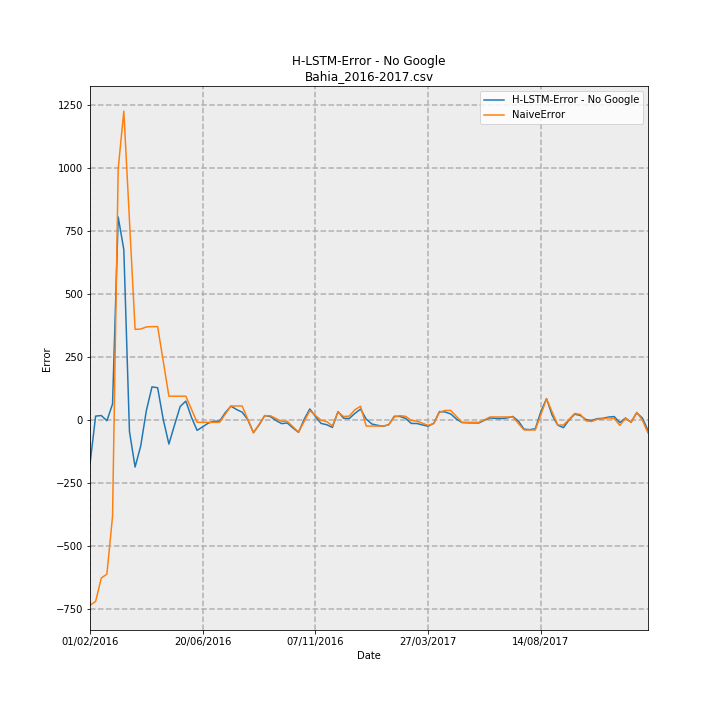 H-LSTM-Error - No Google
Bahia_2016-2017.csv
H-LSTM-Error - No Google
NaiveError
1250
1000
750
500
250
0
−250
−500
−750
Error
01/02/2016
20/06/2016
07/11/2016
27/03/2017
14/08/2017
Date